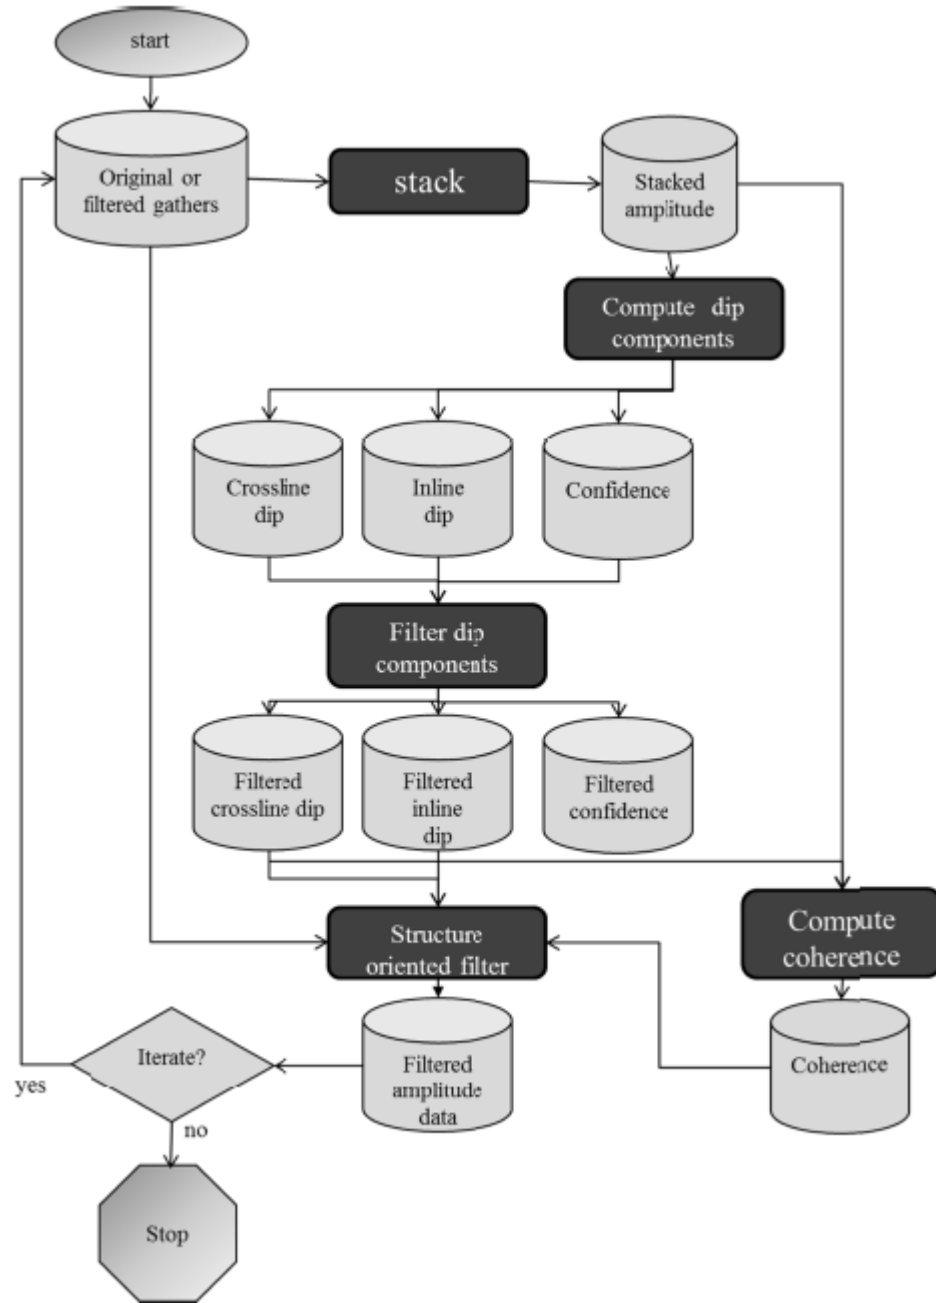 start
Original or
filtered gathers
stack
Stacked
amplitude
Compute dip
components
Crossline
dip
Inline
dip
Confidence
Filter dip
components
Filtered
crossline dip
Filtered
inline
dip
Filtered
confidence
Structure
oriented filter
Compute
coherence
Iterate?
yes
no
Filtered
amplitude
data
Coherence
Stop